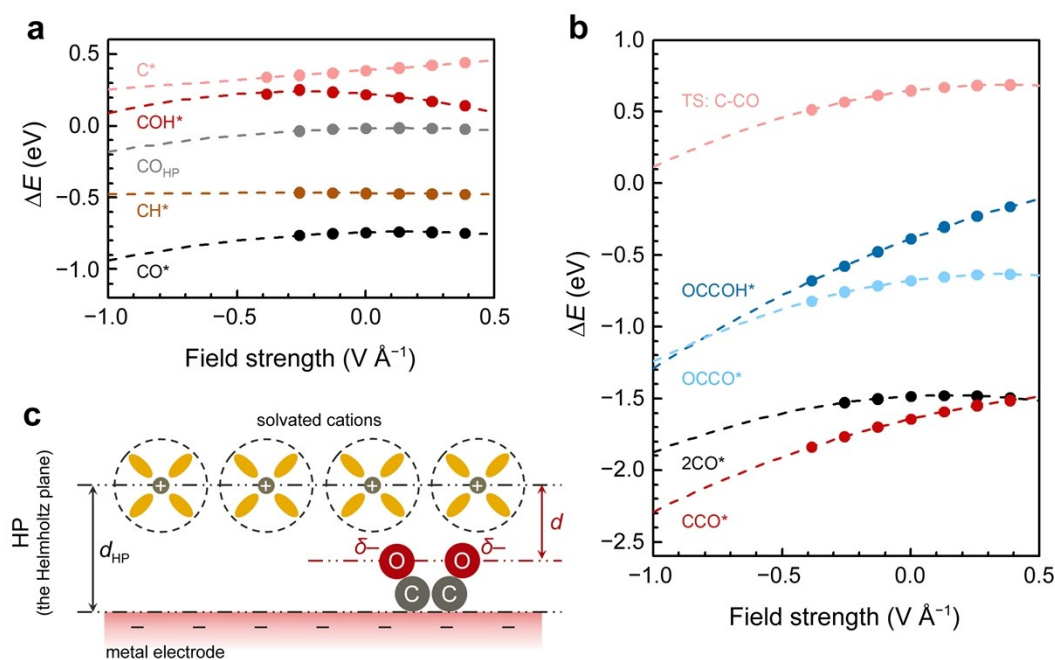 a
0.5
0.0
−0.5
−1.0
ΔE (eV)
C*
COH*
CO_HP
CH*
CO*
−1.0
−0.5
0.0
0.5
Field strength (V Å⁻¹)
b
1.0
0.5
0.0
−0.5
−1.0
−1.5
−2.0
−2.5
ΔE (eV)
TS: C-CO
OCCOH*
OCCO*
2CO*
CCO*
−1.0
−0.5
0.0
0.5
Field strength (V Å⁻¹)
c
solvated cations
+
+
+
+
HP
(the Helmholtz plane)
d_HP
d
δ−
δ−
O
O
C
C
− − − − − − −
metal electrode